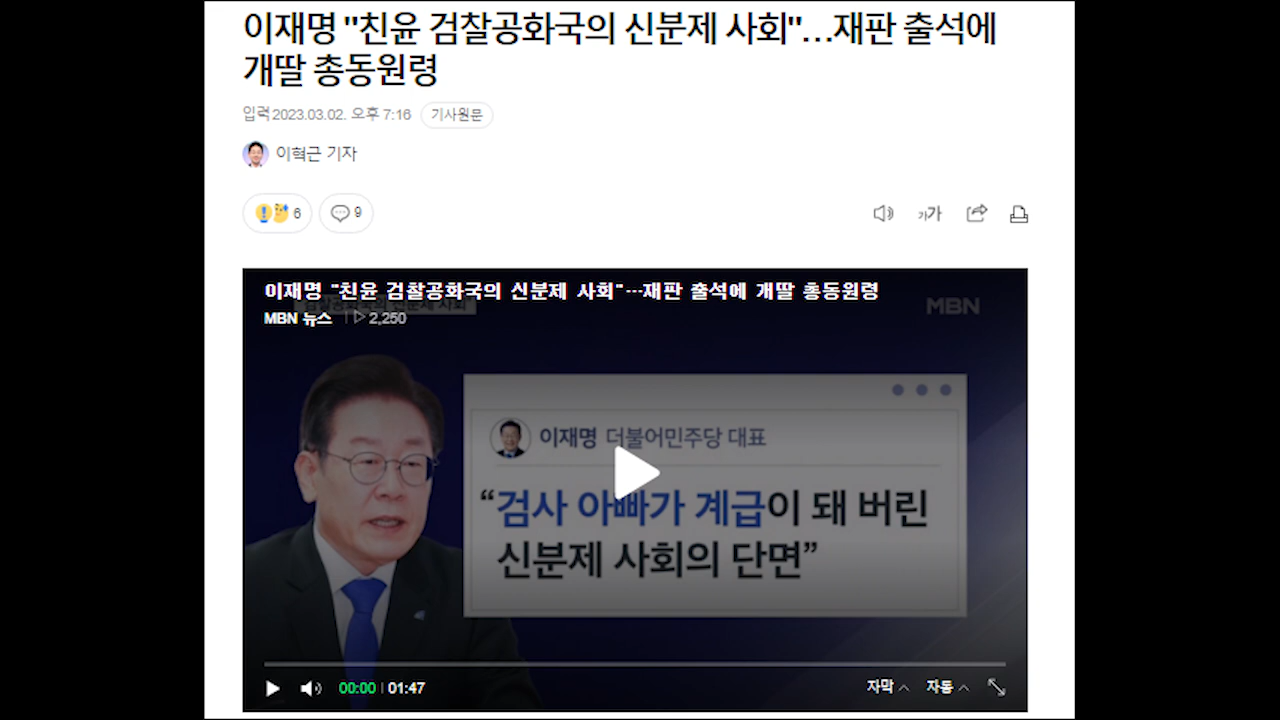 이재명 "친윤 검찰공화국의 신분제 사회"…재판 출석에
개딸 총동원령
입력 2023.03.02. 오후 7:16 기사원문
이혁근 기자
6 9
가가
이재명 "친윤 검찰공화국의 신분제 사회"…재판 출석에 개딸 총동원령
MBN
MBN 뉴스 2,250
이재명 더불어민주당 대표
“검사 아빠가 계급이 돼 버린
신분제 사회의 단면”
00:00 01:47 자막 자동